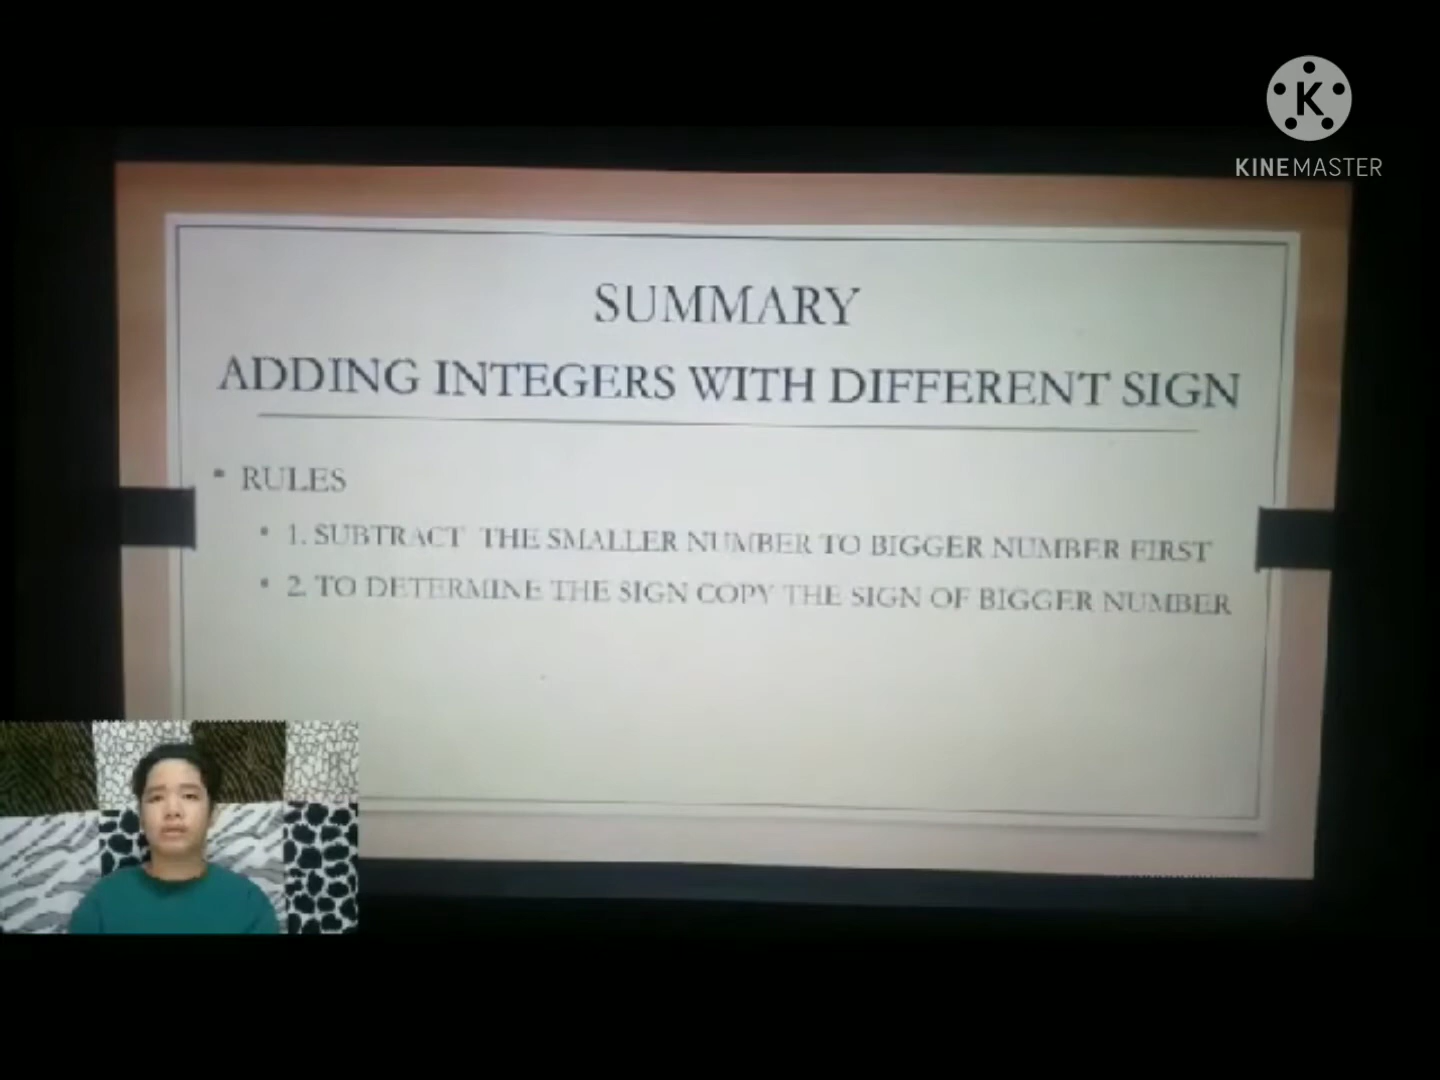 K
KINEMASTER
SUMMARY
ADDING INTEGERS WITH DIFFERENT SIGN
• RULES
• 1. SUBTRACT THE SMALLER NUMBER TO BIGGER NUMBER FIRST
• 2. TO DETERMINE THE SIGN COPY THE SIGN OF BIGGER NUMBER